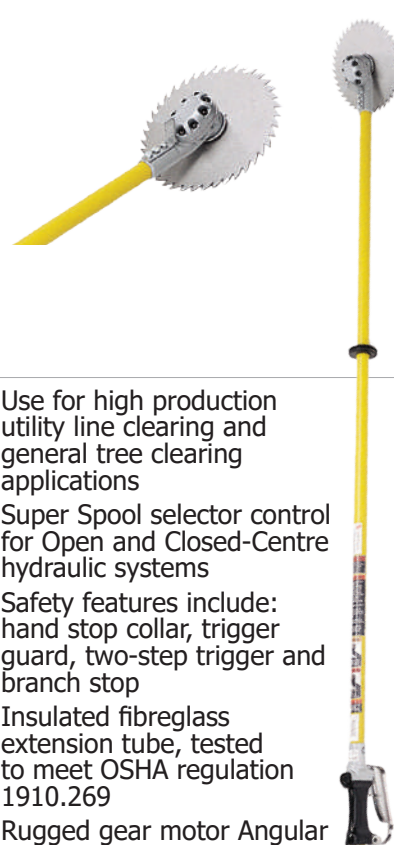 Use for high production
utility line clearing and
general tree clearing
applications
Super Spool selector control
for Open and Closed-Centre
hydraulic systems
Safety features include:
hand stop collar, trigger
guard, two-step trigger and
branch stop
Insulated fibreglass
extension tube, tested
to meet OSHA regulation
1910.269
Rugged gear motor Angular